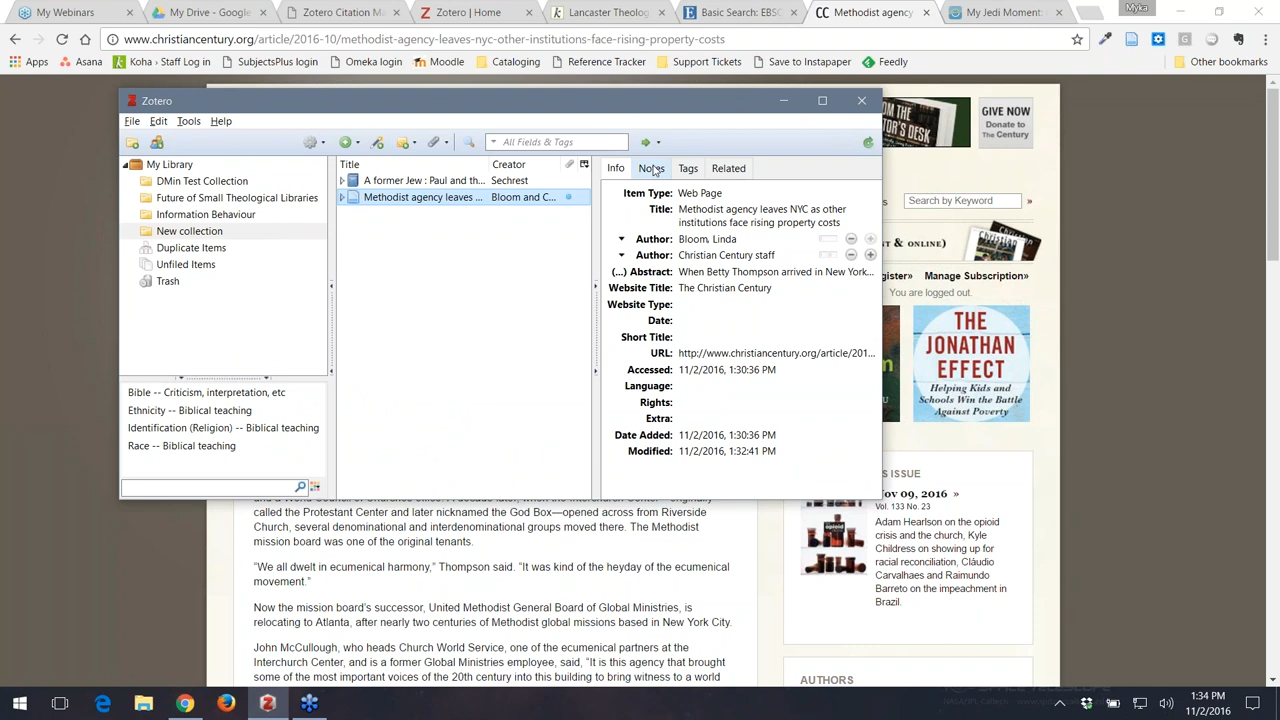 My Webinars
My Drive - Google
Zotero Citation Ma
Zotero | Home
Lancaster Theolog
Basic Search: EBSC
CC Methodist agency
My Jedi Moment:
Myka
www.christiancentury.org/article/2016-10/methodist-agency-leaves-nyc-other-institutions-face-rising-property-costs
Apps
Asana
Koha : Staff Log in
SubjectsPlus login
Omeka login
Moodle
Cataloging
Reference Tracker
Support Tickets
Save to Instapaper
Feedly
Other bookmarks
Zotero
File Edit Tools Help
All Fields & Tags
My Library
DMin Test Collection
Future of Small Theological Libraries
Information Behaviour
New collection
Duplicate Items
Unfiled Items
Trash
Bible -- Criticism, interpretation, etc
Ethnicity -- Biblical teaching
Identification (Religion) -- Biblical teaching
Race -- Biblical teaching
Title Creator
A former Jew : Paul and th... Sechrest
Methodist agency leaves ... Bloom and C...
Info Notes Tags Related
Item Type: Web Page
Title: Methodist agency leaves NYC as other
institutions face rising property costs
Author: Bloom, Linda
Author: Christian Century staff
(...) Abstract: When Betty Thompson arrived in New York...
Website Title: The Christian Century
Website Type:
Date:
Short Title:
URL: http://www.christiancentury.org/article/201...
Accessed: 11/2/2016, 1:30:36 PM
Language:
Rights:
Extra:
Date Added: 11/2/2016, 1:30:36 PM
Modified: 11/2/2016, 1:32:41 PM
OM THE
TOR'S DESK
GIVE NOW
Donate to
The Century
Search by Keyword »
NT & ONLINE)
Manage Subscription»
You are logged out.
THE
JONATHAN
EFFECT
Helping Kids and
Schools Win the Battle
Against Poverty
S ISSUE
Nov 09, 2016 »
Vol. 133 No. 23
Adam Hearlson on the opioid
crisis and the church, Kyle
Childress on showing up for
racial reconciliation, Cláudio
Carvalhaes and Raimundo
Barreto on the impeachment in
Brazil.
AUTHORS
called the Protestant Center and later nicknamed the God Box—opened across from Riverside
Church, several denominational and interdenominational groups moved there. The Methodist
mission board was one of the original tenants.
“We all dwelt in ecumenical harmony,” Thompson said. “It was kind of the heyday of the ecumenical
movement.”
Now the mission board’s successor, United Methodist General Board of Global Ministries, is
relocating to Atlanta, after nearly two centuries of Methodist global missions based in New York City.
John McCullough, who heads Church World Service, one of the ecumenical partners at the
Interchurch Center, and is a former Global Ministries employee, said, “It is this agency that brought
some of the most important voices of the 20th century into this building to bring witness to a world
1:34 PM
11/2/2016